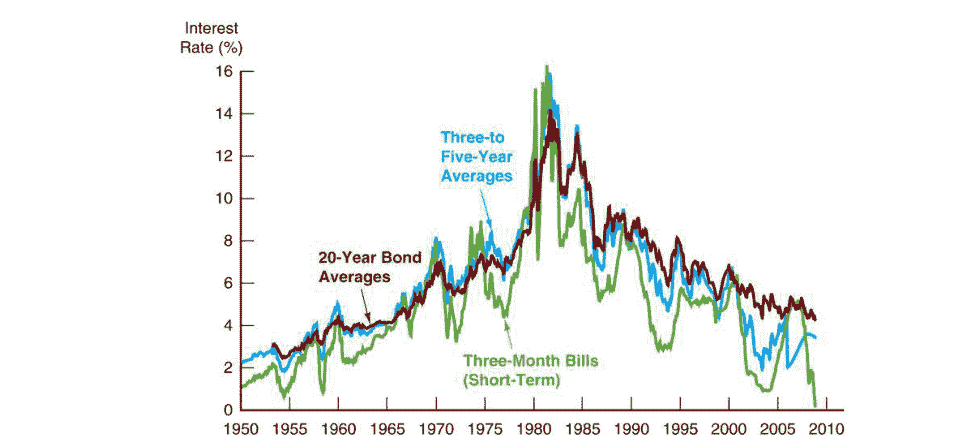 Interest
Rate (%)
16
14
12
10
8
6
4
2
0
Three-to
Five-Year
Averages
20-Year Bond
Averages
Three-Month Bills
(Short-Term)
1950 1955 1960 1965 1970 1975 1980 1985 1990 1995 2000 2005 2010